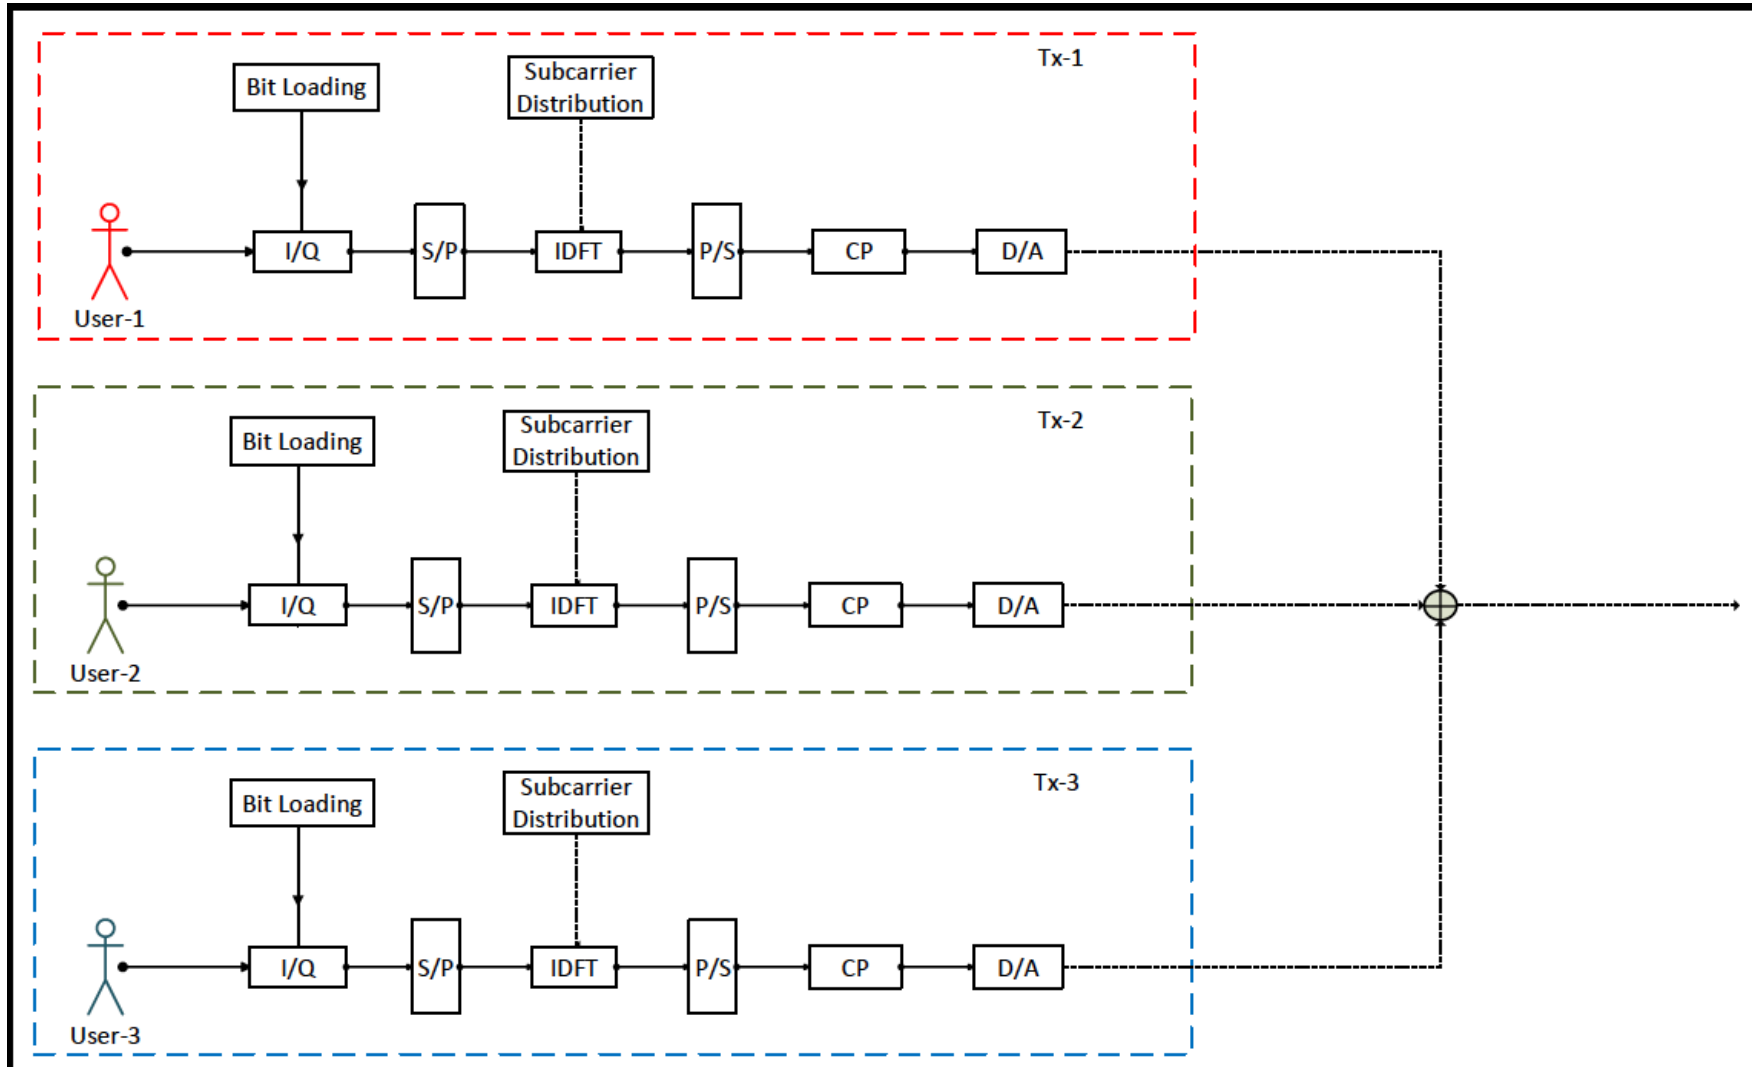 Tx-1
Bit Loading
Subcarrier
Distribution
I/Q
S/P
IDFT
P/S
CP
D/A
User-1
Tx-2
Bit Loading
Subcarrier
Distribution
I/Q
S/P
IDFT
P/S
CP
D/A
User-2
Tx-3
Bit Loading
Subcarrier
Distribution
I/Q
S/P
IDFT
P/S
CP
D/A
User-3